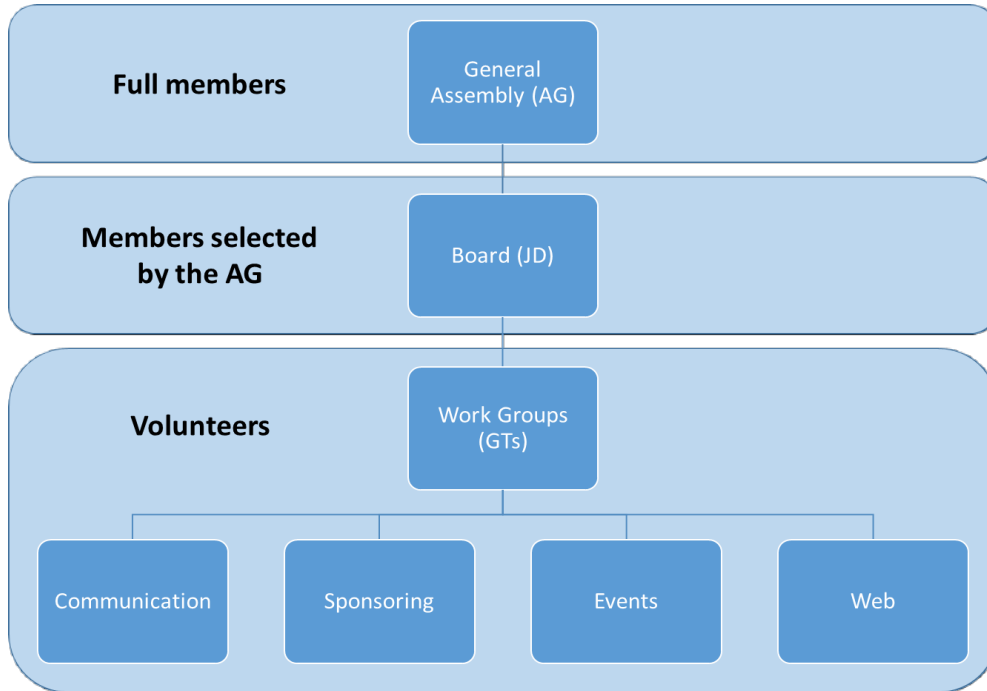 Full members
General
Assembly (AG)
Members selected
by the AG
Board (JD)
Volunteers
Work Groups
(GTs)
Communication
Sponsoring
Events
Web